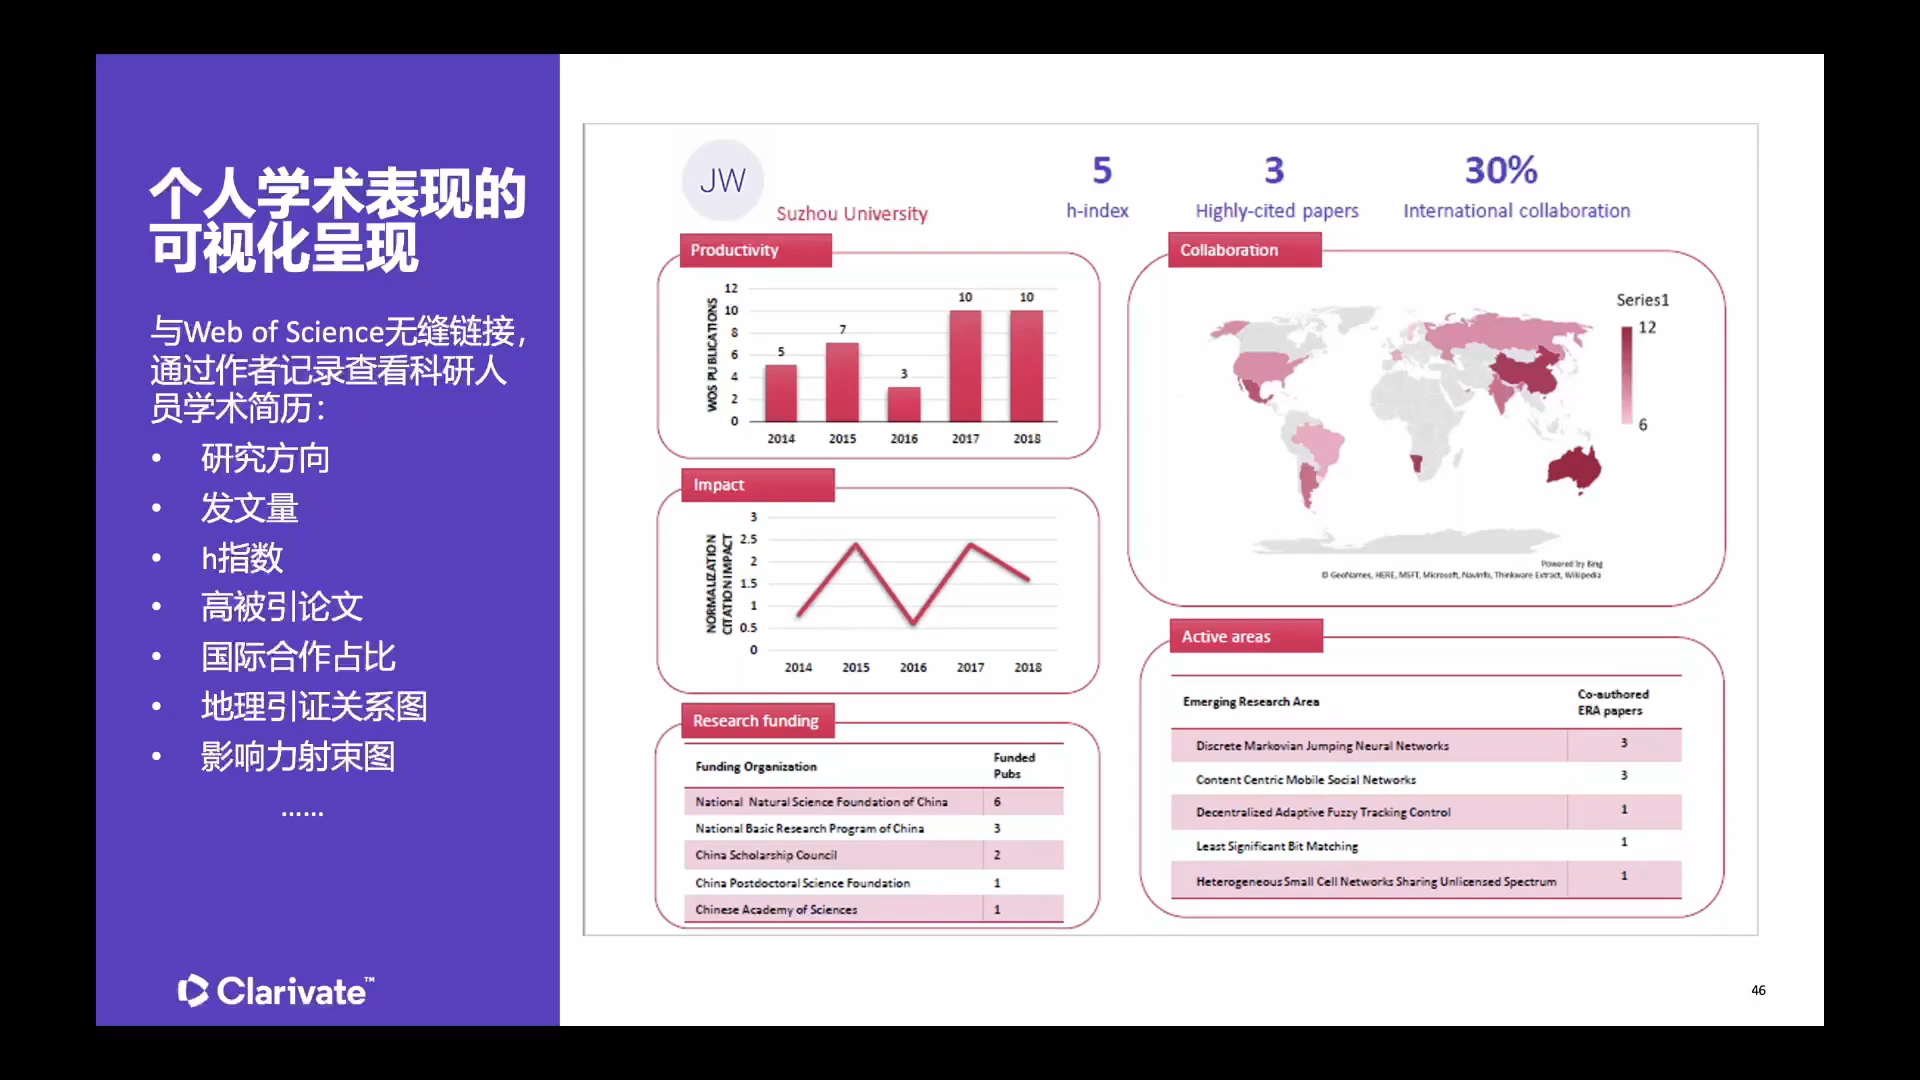 个人学术表现的
可视化呈现
与Web of Science无缝链接，
通过作者记录查看科研人
员学术简历：
• 研究方向
• 发文量
• h指数
• 高被引论文
• 国际合作占比
• 地理引证关系图
• 影响力射束图
……
Clarivate™
JW
Suzhou University
5
h-index
3
Highly-cited papers
30%
International collaboration
Productivity
WOS PUBLICATIONS
12
10
8
6
4
2
0
5
7
3
10
10
2014 2015 2016 2017 2018
Impact
NORMALIZATION
CITATION IMPACT
3
2.5
2
1.5
1
0.5
0
2014 2015 2016 2017 2018
Research funding
Funding Organization Funded
Pubs
National Natural Science Foundation of China 6
National Basic Research Program of China 3
China Scholarship Council 2
China Postdoctoral Science Foundation 1
Chinese Academy of Sciences 1
Collaboration
Series1
12
6
Powered by Bing
© GeoNames, HERE, MSFT, Microsoft, NavInfo, Thinkware Extract, Wikipedia
Active areas
Emerging Research Area Co-authored
ERA papers
Discrete Markovian Jumping Neural Networks 3
Content Centric Mobile Social Networks 3
Decentralized Adaptive Fuzzy Tracking Control 1
Least Significant Bit Matching 1
Heterogeneous Small Cell Networks Sharing Unlicensed Spectrum 1
46